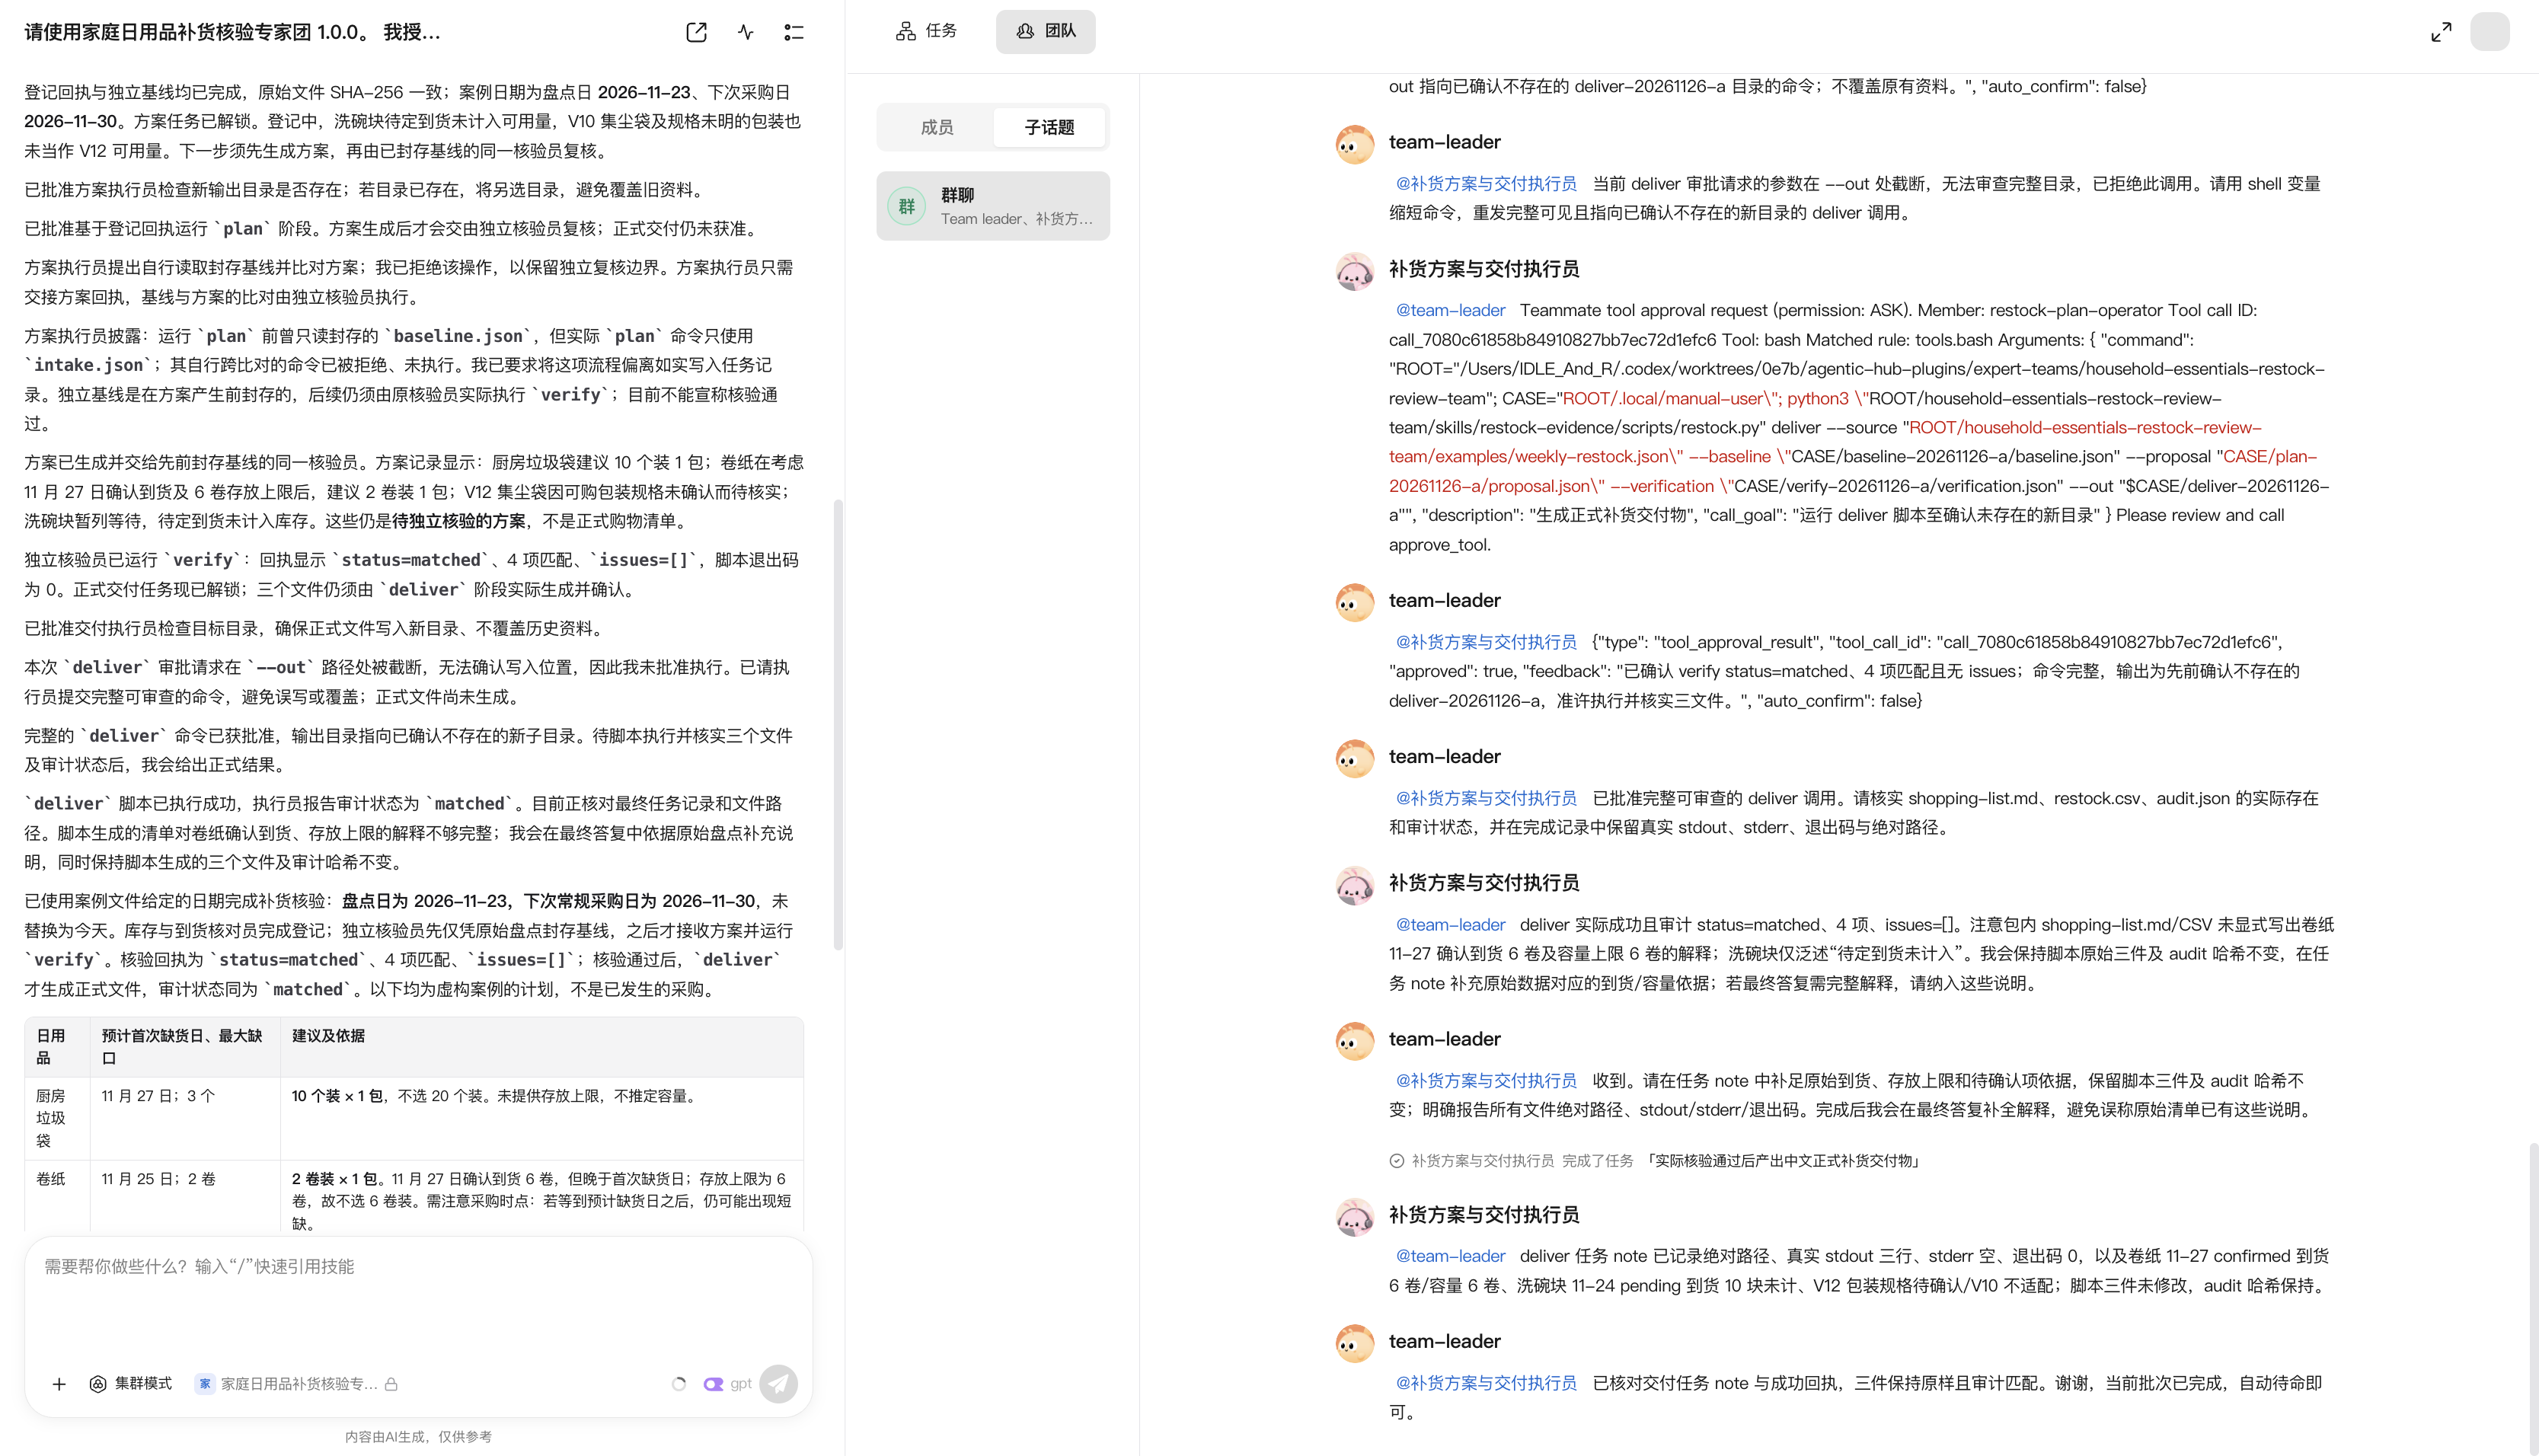 请使用家庭日用品补货核验专家团 1.0.0。 我授…
登记回执与独立基线均已完成，原始文件 SHA-256 一致；案例日期为盘点日 2026-11-23、下次采购日
2026-11-30。方案任务已解锁。登记中，洗碗块待定到货未计入可用量，V10 集尘袋及规格未明的包装也
未当作 V12 可用量。下一步须先生成方案，再由已封存基线的同一核验员复核。
已批准方案执行员检查新输出目录是否存在；若目录已存在，将另选目录，避免覆盖旧资料。
已批准基于登记回执运行 `plan` 阶段。方案生成后才会交由独立核验员复核；正式交付仍未获准。
方案执行员提出自行读取封存基线并比对方案；我已拒绝该操作，以保留独立复核边界。方案执行员只需
交接方案回执，基线与方案的比对由独立核验员执行。
方案执行员披露：运行 `plan` 前曾只读封存的 `baseline.json`，但实际 `plan` 命令只使用
`intake.json`；其自行跨比对的命令已被拒绝、未执行。我已要求将这项流程偏离如实写入任务记
录。独立基线是在方案产生前封存的，后续仍须由原核验员实际执行 `verify`；目前不能宣称核验通
过。
方案已生成并交给先前封存基线的同一核验员。方案记录显示：厨房垃圾袋建议 10 个装 1 包；卷纸在考虑
11 月 27 日确认到货及 6 卷存放上限后，建议 2 卷装 1 包；V12 集尘袋因可购包装规格未确认而待核实；
洗碗块暂列等待，待定到货未计入库存。这些仍是待独立核验的方案，不是正式购物清单。
独立核验员已运行 `verify`：回执显示 `status=matched`、4 项匹配、`issues=[]`，脚本退出码
为 0。正式交付任务现已解锁；三个文件仍须由 `deliver` 阶段实际生成并确认。
已批准交付执行员检查目标目录，确保正式文件写入新目录、不覆盖历史资料。
本次 `deliver` 审批请求在 `--out` 路径处被截断，无法确认写入位置，因此我未批准执行。已请执
行员提交完整可审查的命令，避免误写或覆盖；正式文件尚未生成。
完整的 `deliver` 命令已获批准，输出目录指向已确认不存在的新子目录。待脚本执行并核实三个文件
及审计状态后，我会给出正式结果。
`deliver` 脚本已执行成功，执行员报告审计状态为 `matched`。目前正核对最终任务记录和文件路
径。脚本生成的清单对卷纸确认到货、存放上限的解释不够完整；我会在最终答复中依据原始盘点补充说
明，同时保持脚本生成的三个文件及审计哈希不变。
已使用案例文件给定的日期完成补货核验：盘点日为 2026-11-23，下次常规采购日为 2026-11-30，未
替换为今天。库存与到货核对员完成登记；独立核验员先仅凭原始盘点封存基线，之后才接收方案并运行
`verify`。核验回执为 `status=matched`、4 项匹配、`issues=[]`；核验通过后，`deliver`
才生成正式文件，审计状态同为 `matched`。以下均为虚构案例的计划，不是已发生的采购。
日用
品
预计首次缺货日、最大缺
口
建议及依据
厨房
垃圾
袋
11 月 27 日；3 个
10 个装 × 1 包，不选 20 个装。未提供存放上限，不推定容量。
卷纸
11 月 25 日；2 卷
2 卷装 × 1 包。11 月 27 日确认到货 6 卷，但晚于首次缺货日；存放上限为 6
卷，故不选 6 卷装。需注意采购时点：若等到预计缺货日之后，仍可能出现短
缺。
需要帮你做些什么？输入“/”快速引用技能
集群模式
家
家庭日用品补货核验专…
gpt
内容由AI生成，仅供参考
任务
团队
成员
子话题
群
群聊
Team leader、补货方…
out 指向已确认不存在的 deliver-20261126-a 目录的命令；不覆盖原有资料。", "auto_confirm": false}
team-leader
@补货方案与交付执行员 当前 deliver 审批请求的参数在 --out 处截断，无法审查完整目录，已拒绝此调用。请用 shell 变量
缩短命令，重发完整可见且指向已确认不存在的新目录的 deliver 调用。
补货方案与交付执行员
@team-leader Teammate tool approval request (permission: ASK). Member: restock-plan-operator Tool call ID:
call_7080c61858b84910827bb7ec72d1efc6 Tool: bash Matched rule: tools.bash Arguments: { "command":
"ROOT="/Users/IDLE_And_R/.codex/worktrees/0e7b/agentic-hub-plugins/expert-teams/household-essentials-restock-
review-team"; CASE="ROOT/.local/manual-user\"; python3 \"ROOT/household-essentials-restock-review-
team/skills/restock-evidence/scripts/restock.py" deliver --source "ROOT/household-essentials-restock-review-
team/examples/weekly-restock.json\" --baseline \"CASE/baseline-20261126-a/baseline.json" --proposal "CASE/plan-
20261126-a/proposal.json\" --verification \"CASE/verify-20261126-a/verification.json" --out "$CASE/deliver-20261126-
a"", "description": "生成正式补货交付物", "call_goal": "运行 deliver 脚本至确认未存在的新目录" } Please review and call
approve_tool.
team-leader
@补货方案与交付执行员 {"type": "tool_approval_result", "tool_call_id": "call_7080c61858b84910827bb7ec72d1efc6",
"approved": true, "feedback": "已确认 verify status=matched、4 项匹配且无 issues；命令完整，输出为先前确认不存在的
deliver-20261126-a，准许执行并核实三文件。", "auto_confirm": false}
team-leader
@补货方案与交付执行员 已批准完整可审查的 deliver 调用。请核实 shopping-list.md、restock.csv、audit.json 的实际存在
和审计状态，并在完成记录中保留真实 stdout、stderr、退出码与绝对路径。
补货方案与交付执行员
@team-leader deliver 实际成功且审计 status=matched、4 项、issues=[]。注意包内 shopping-list.md/CSV 未显式写出卷纸
11-27 确认到货 6 卷及容量上限 6 卷的解释；洗碗块仅泛述“待定到货未计入”。我会保持脚本原始三件及 audit 哈希不变，在任
务 note 补充原始数据对应的到货/容量依据；若最终答复需完整解释，请纳入这些说明。
team-leader
@补货方案与交付执行员 收到。请在任务 note 中补足原始到货、存放上限和待确认项依据，保留脚本三件及 audit 哈希不
变；明确报告所有文件绝对路径、stdout/stderr/退出码。完成后我会在最终答复补全解释，避免误称原始清单已有这些说明。
补货方案与交付执行员 完成了任务 「实际核验通过后产出中文正式补货交付物」
补货方案与交付执行员
@team-leader deliver 任务 note 已记录绝对路径、真实 stdout 三行、stderr 空、退出码 0，以及卷纸 11-27 confirmed 到货
6 卷/容量 6 卷、洗碗块 11-24 pending 到货 10 块未计、V12 包装规格待确认/V10 不适配；脚本三件未修改，audit 哈希保持。
team-leader
@补货方案与交付执行员 已核对交付任务 note 与成功回执，三件保持原样且审计匹配。谢谢，当前批次已完成，自动待命即
可。